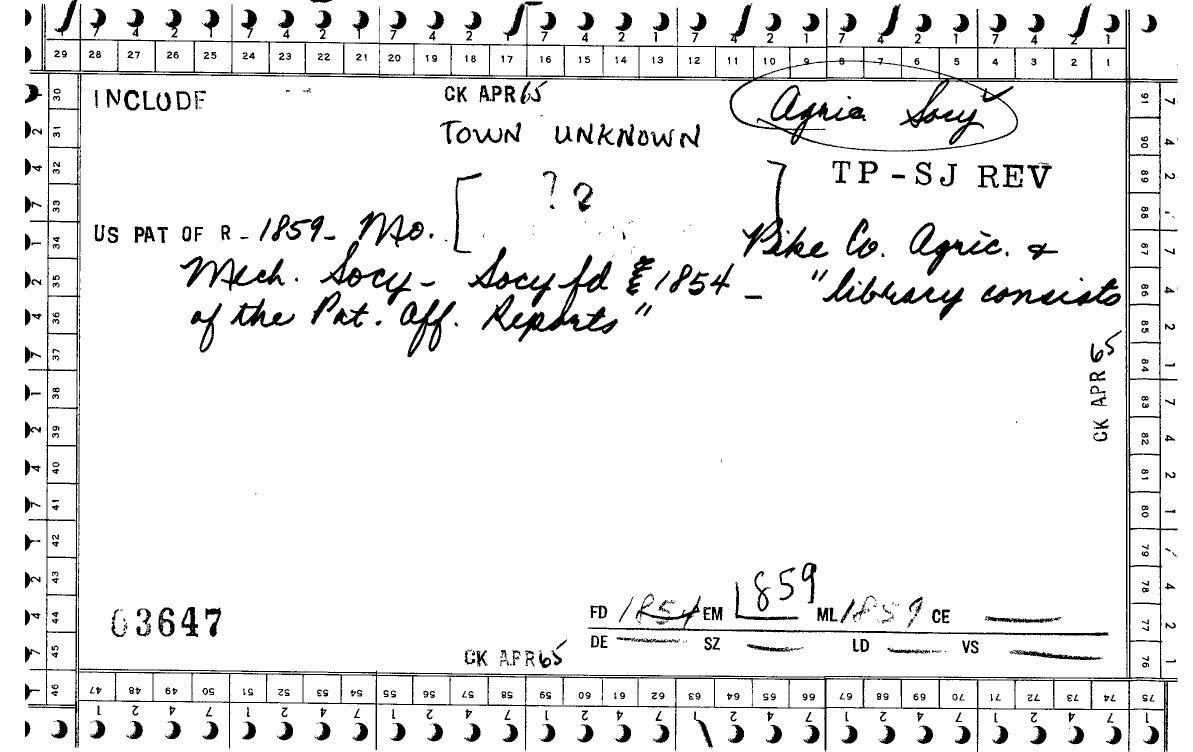 7 4 2 1 7 4 2 1 7 4 2 1 7 4 2 1 7 4 2 1 7 4 2 1 7 4 2 1
29 28 27 26 25 24 23 22 21 20 19 18 17 16 15 14 13 12 11 10 9 8 7 6 5 4 3 2 1
INCLUDE CK APR 65 Agric. Socy
TOWN UNKNOWN
TP-SJ REV
[ ? ? ]
US PAT OF R - 1859 - Mo. Pike Co. Agric. &
Mech. Socy - Socy fd 1854 - "library consists
of the Pat. Off. Reports"
CK APR 65
03647
FD 1854 EM 1859 ML 1859 CE
DE SZ LD VS
CK APR 65
30 31 32 33 34 35 36 37 38 39 40 41 42 43 44 45 46
91 90 89 88 87 86 85 84 83 82 81 80 79 78 77 76
47 48 49 50 51 52 53 54 55 56 57 58 59 60 61 62 63 64 65 66 67 68 69 70 71 72 73 74 75
1 2 4 7 1 2 4 7 1 2 4 7 1 2 4 7 1 2 4 7 1 2 4 7 1 2 4 7 1